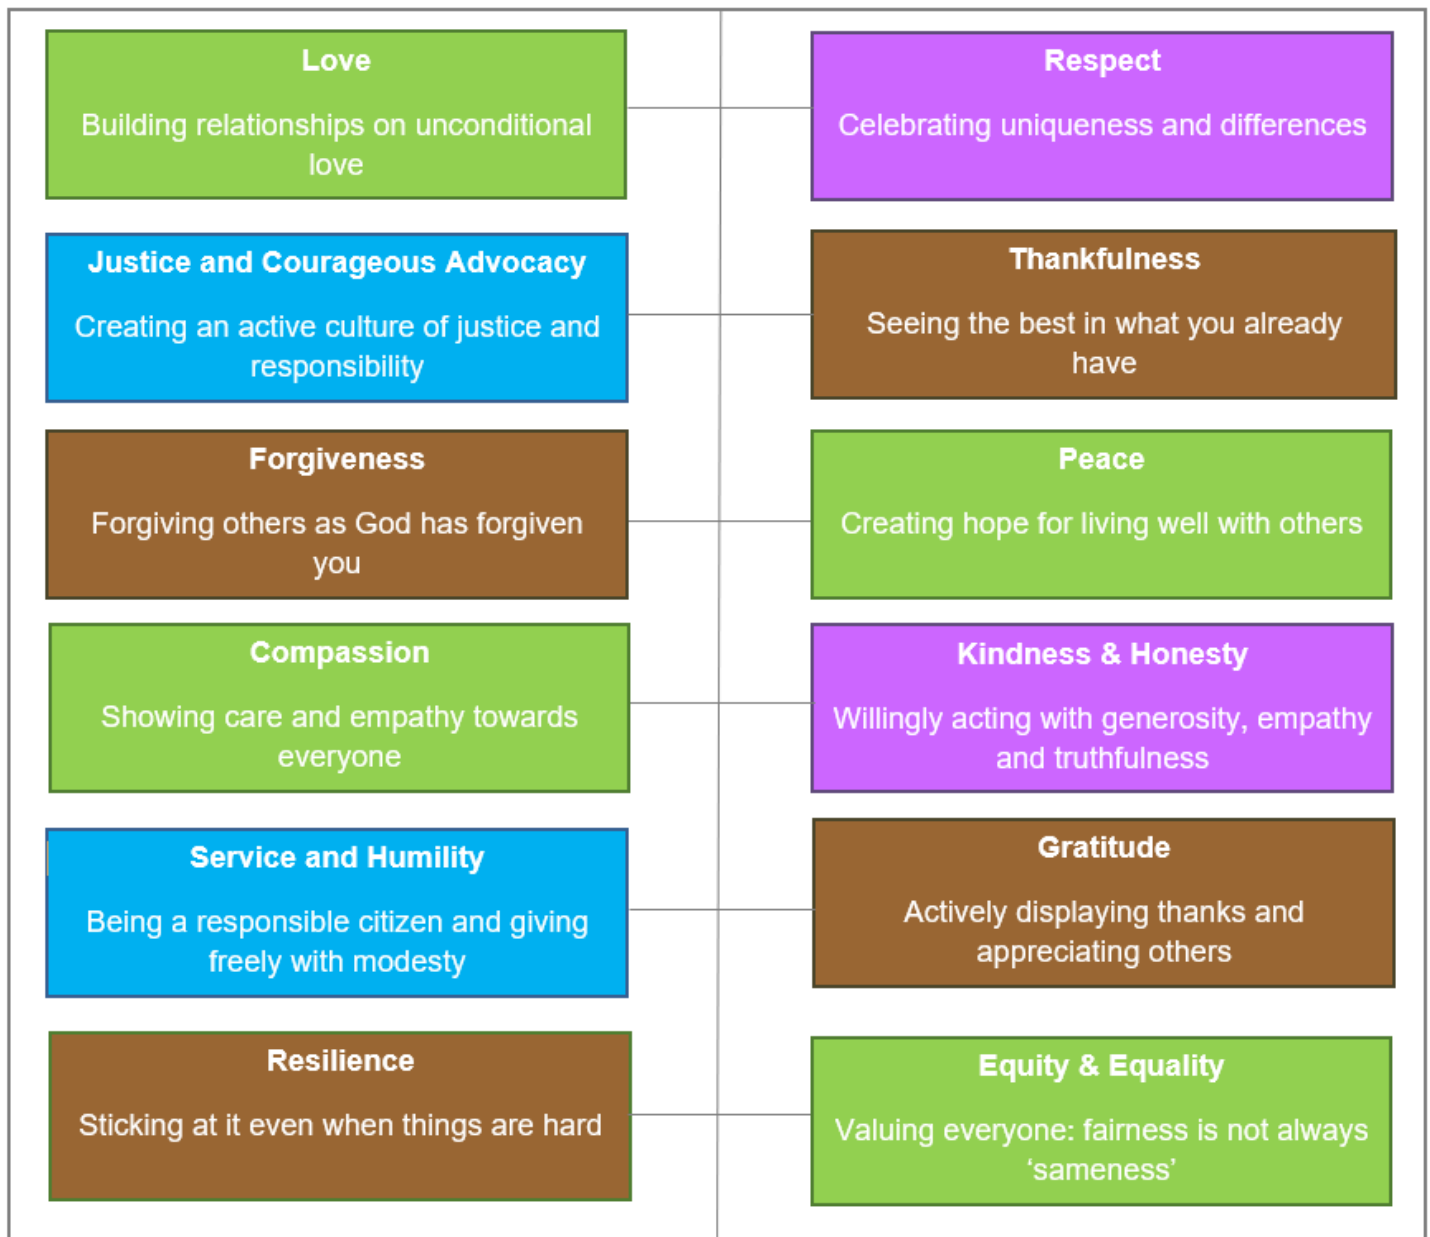 Love
Building relationships on unconditional
love
Respect
Celebrating uniqueness and differences
Justice and Courageous Advocacy
Creating an active culture of justice and
responsibility
Thankfulness
Seeing the best in what you already
have
Forgiveness
Forgiving others as God has forgiven
you
Peace
Creating hope for living well with others
Compassion
Showing care and empathy towards
everyone
Kindness & Honesty
Willingly acting with generosity, empathy
and truthfulness
Service and Humility
Being a responsible citizen and giving
freely with modesty
Gratitude
Actively displaying thanks and
appreciating others
Resilience
Sticking at it even when things are hard
Equity & Equality
Valuing everyone: fairness is not always
‘sameness’